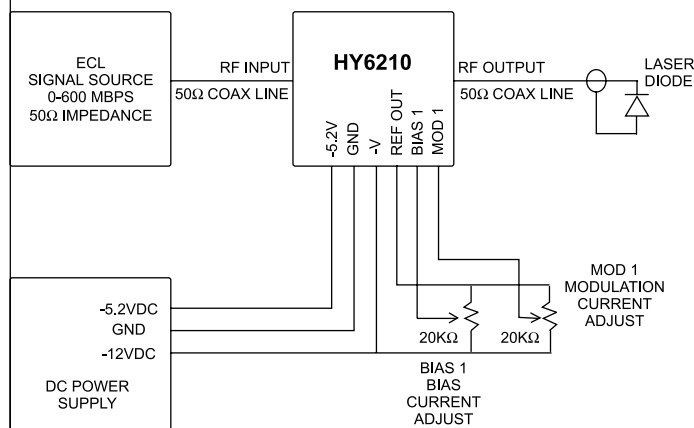 ECL
SIGNAL SOURCE
0-600 MBPS
50Ω IMPEDANCE
RF INPUT
50Ω COAX LINE
HY6210
-5.2V
GND
-V
REF OUT
BIAS 1
MOD 1
RF OUTPUT
50Ω COAX LINE
LASER
DIODE
-5.2VDC
GND
-12VDC
DC POWER
SUPPLY
20KΩ
20KΩ
MOD 1
MODULATION
CURRENT
ADJUST
BIAS 1
BIAS
CURRENT
ADJUST